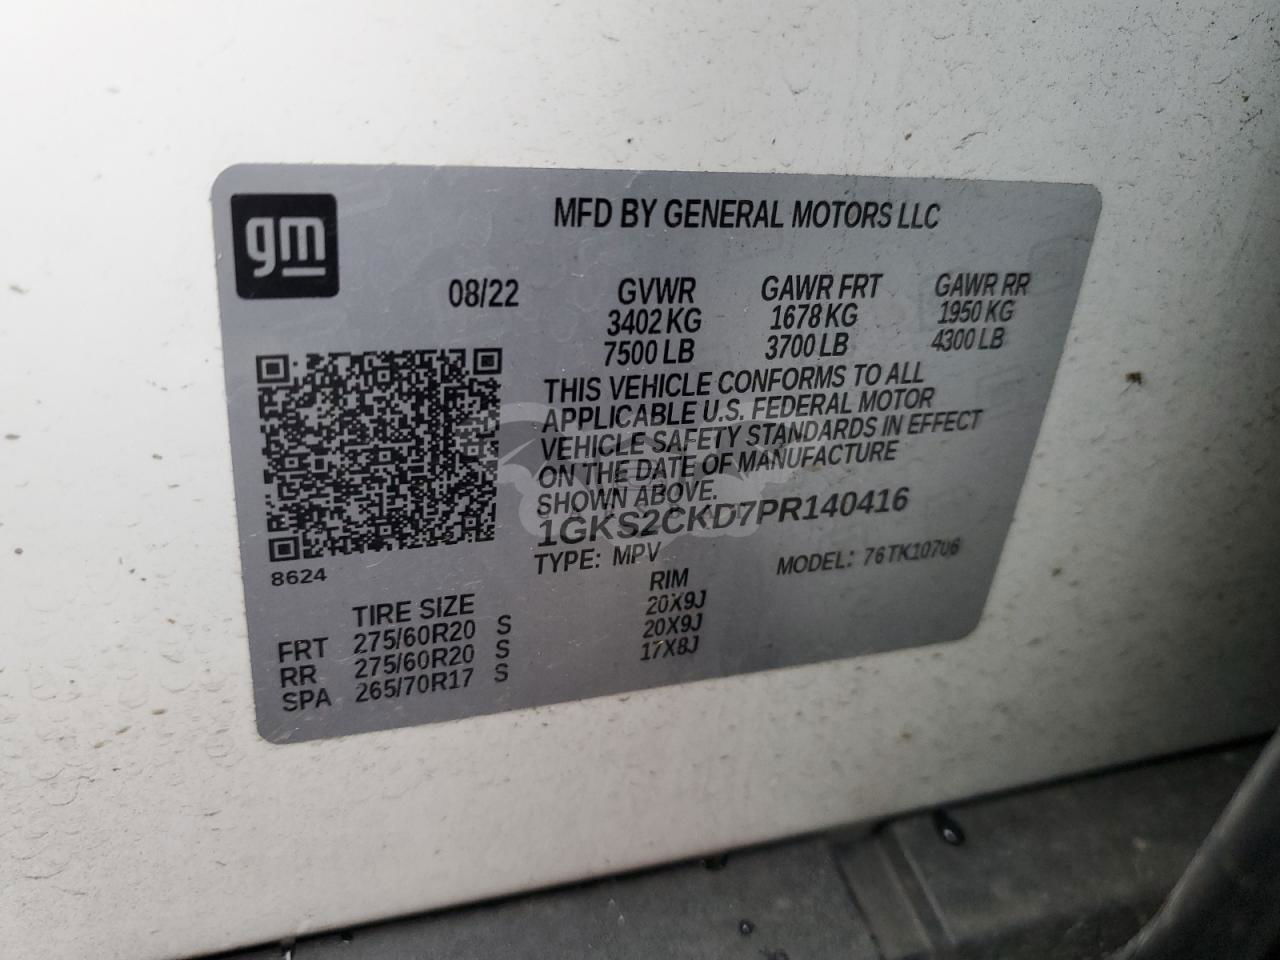 gm
MFD BY GENERAL MOTORS LLC
08/22 GVWR GAWR FRT GAWR RR
3402 KG 1678 KG 1950 KG
7500 LB 3700 LB 4300 LB
THIS VEHICLE CONFORMS TO ALL
APPLICABLE U.S. FEDERAL MOTOR
VEHICLE SAFETY STANDARDS IN EFFECT
ON THE DATE OF MANUFACTURE
SHOWN ABOVE.
1GKS2CKD7PR140416
TYPE: MPV MODEL: 76TK10706
8624
TIRE SIZE RIM
FRT 275/60R20 S 20X9J
RR 275/60R20 S 20X9J
SPA 265/70R17 S 17X8J